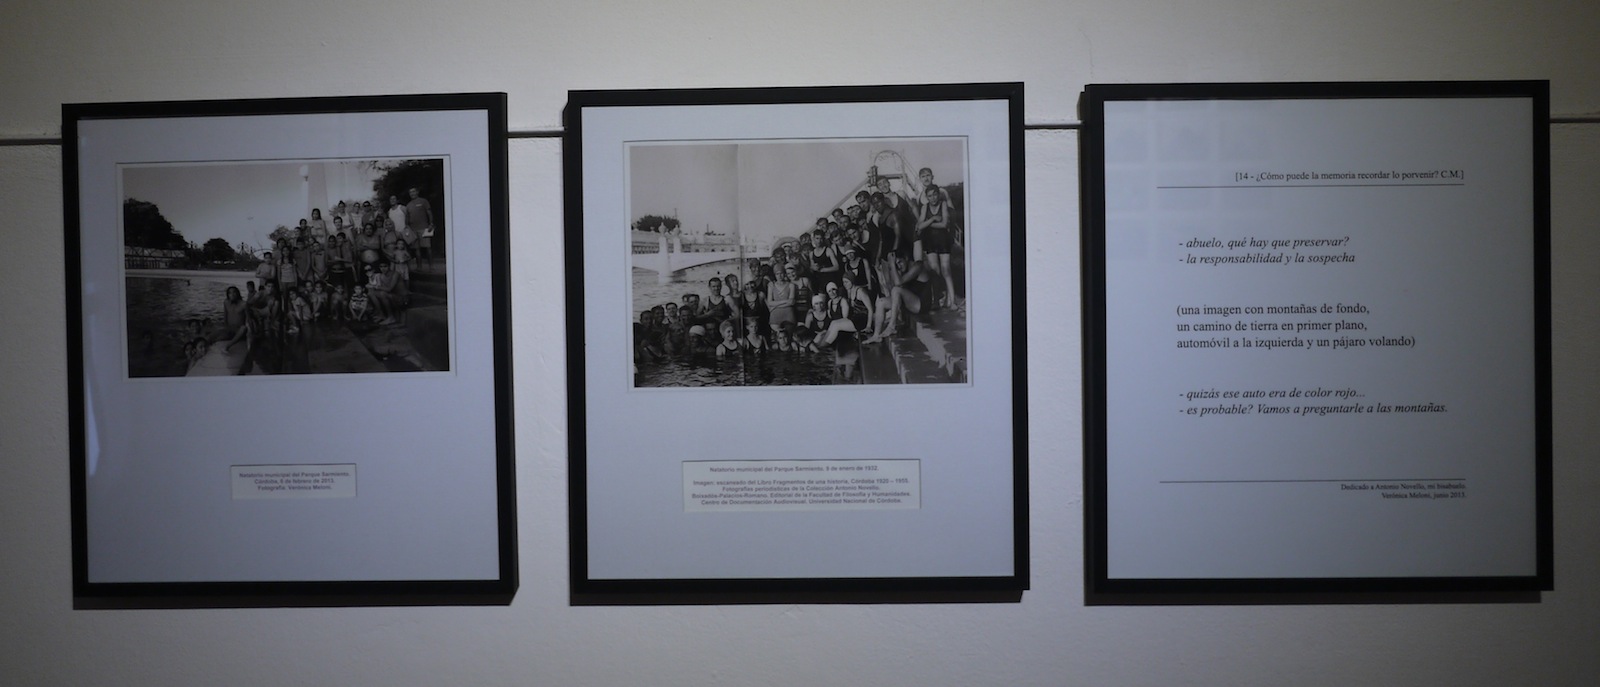 Natatorio municipal del Parque Sarmiento.
Córdoba, 6 de febrero de 2013.
Fotografía: Verónica Meloni.
Natatorio municipal del Parque Sarmiento. 9 de enero de 1932.
Imagen: escaneado del Libro Fragmentos de una historia. Córdoba 1920 – 1955.
Fotografías periodísticas de la Colección Antonio Novello.
Boixadós-Palacios-Romano. Editorial de la Facultad de Filosofía y Humanidades.
Centro de Documentación Audiovisual. Universidad Nacional de Córdoba.
[14 - ¿Cómo puede la memoria recordar lo porvenir? C.M.]
- abuelo, qué hay que preservar?
- la responsabilidad y la sospecha
(una imagen con montañas de fondo,
un camino de tierra en primer plano,
automóvil a la izquierda y un pájaro volando)
- quizás ese auto era de color rojo...
- es probable? Vamos a preguntarle a las montañas.
Dedicado a Antonio Novello, mi bisabuelo.
Verónica Meloni, junio 2013.